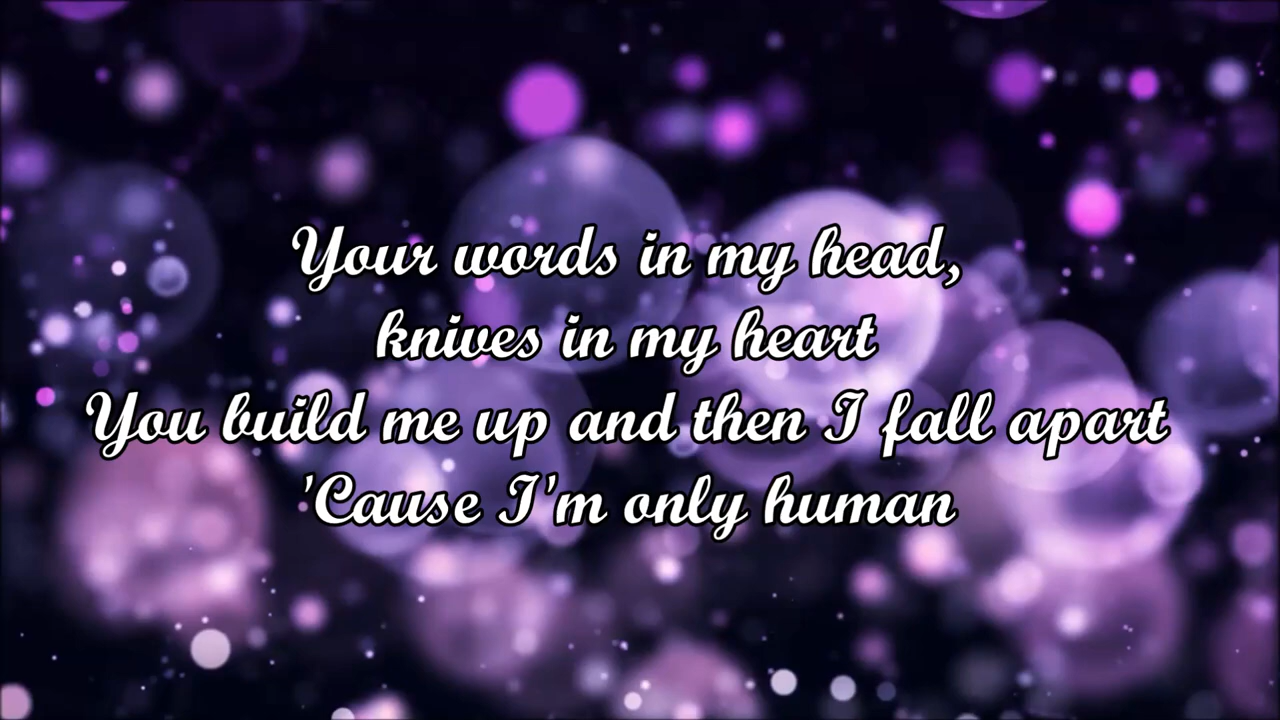 Your words in my head,
knives in my heart
You build me up and then I fall apart
'Cause I'm only human